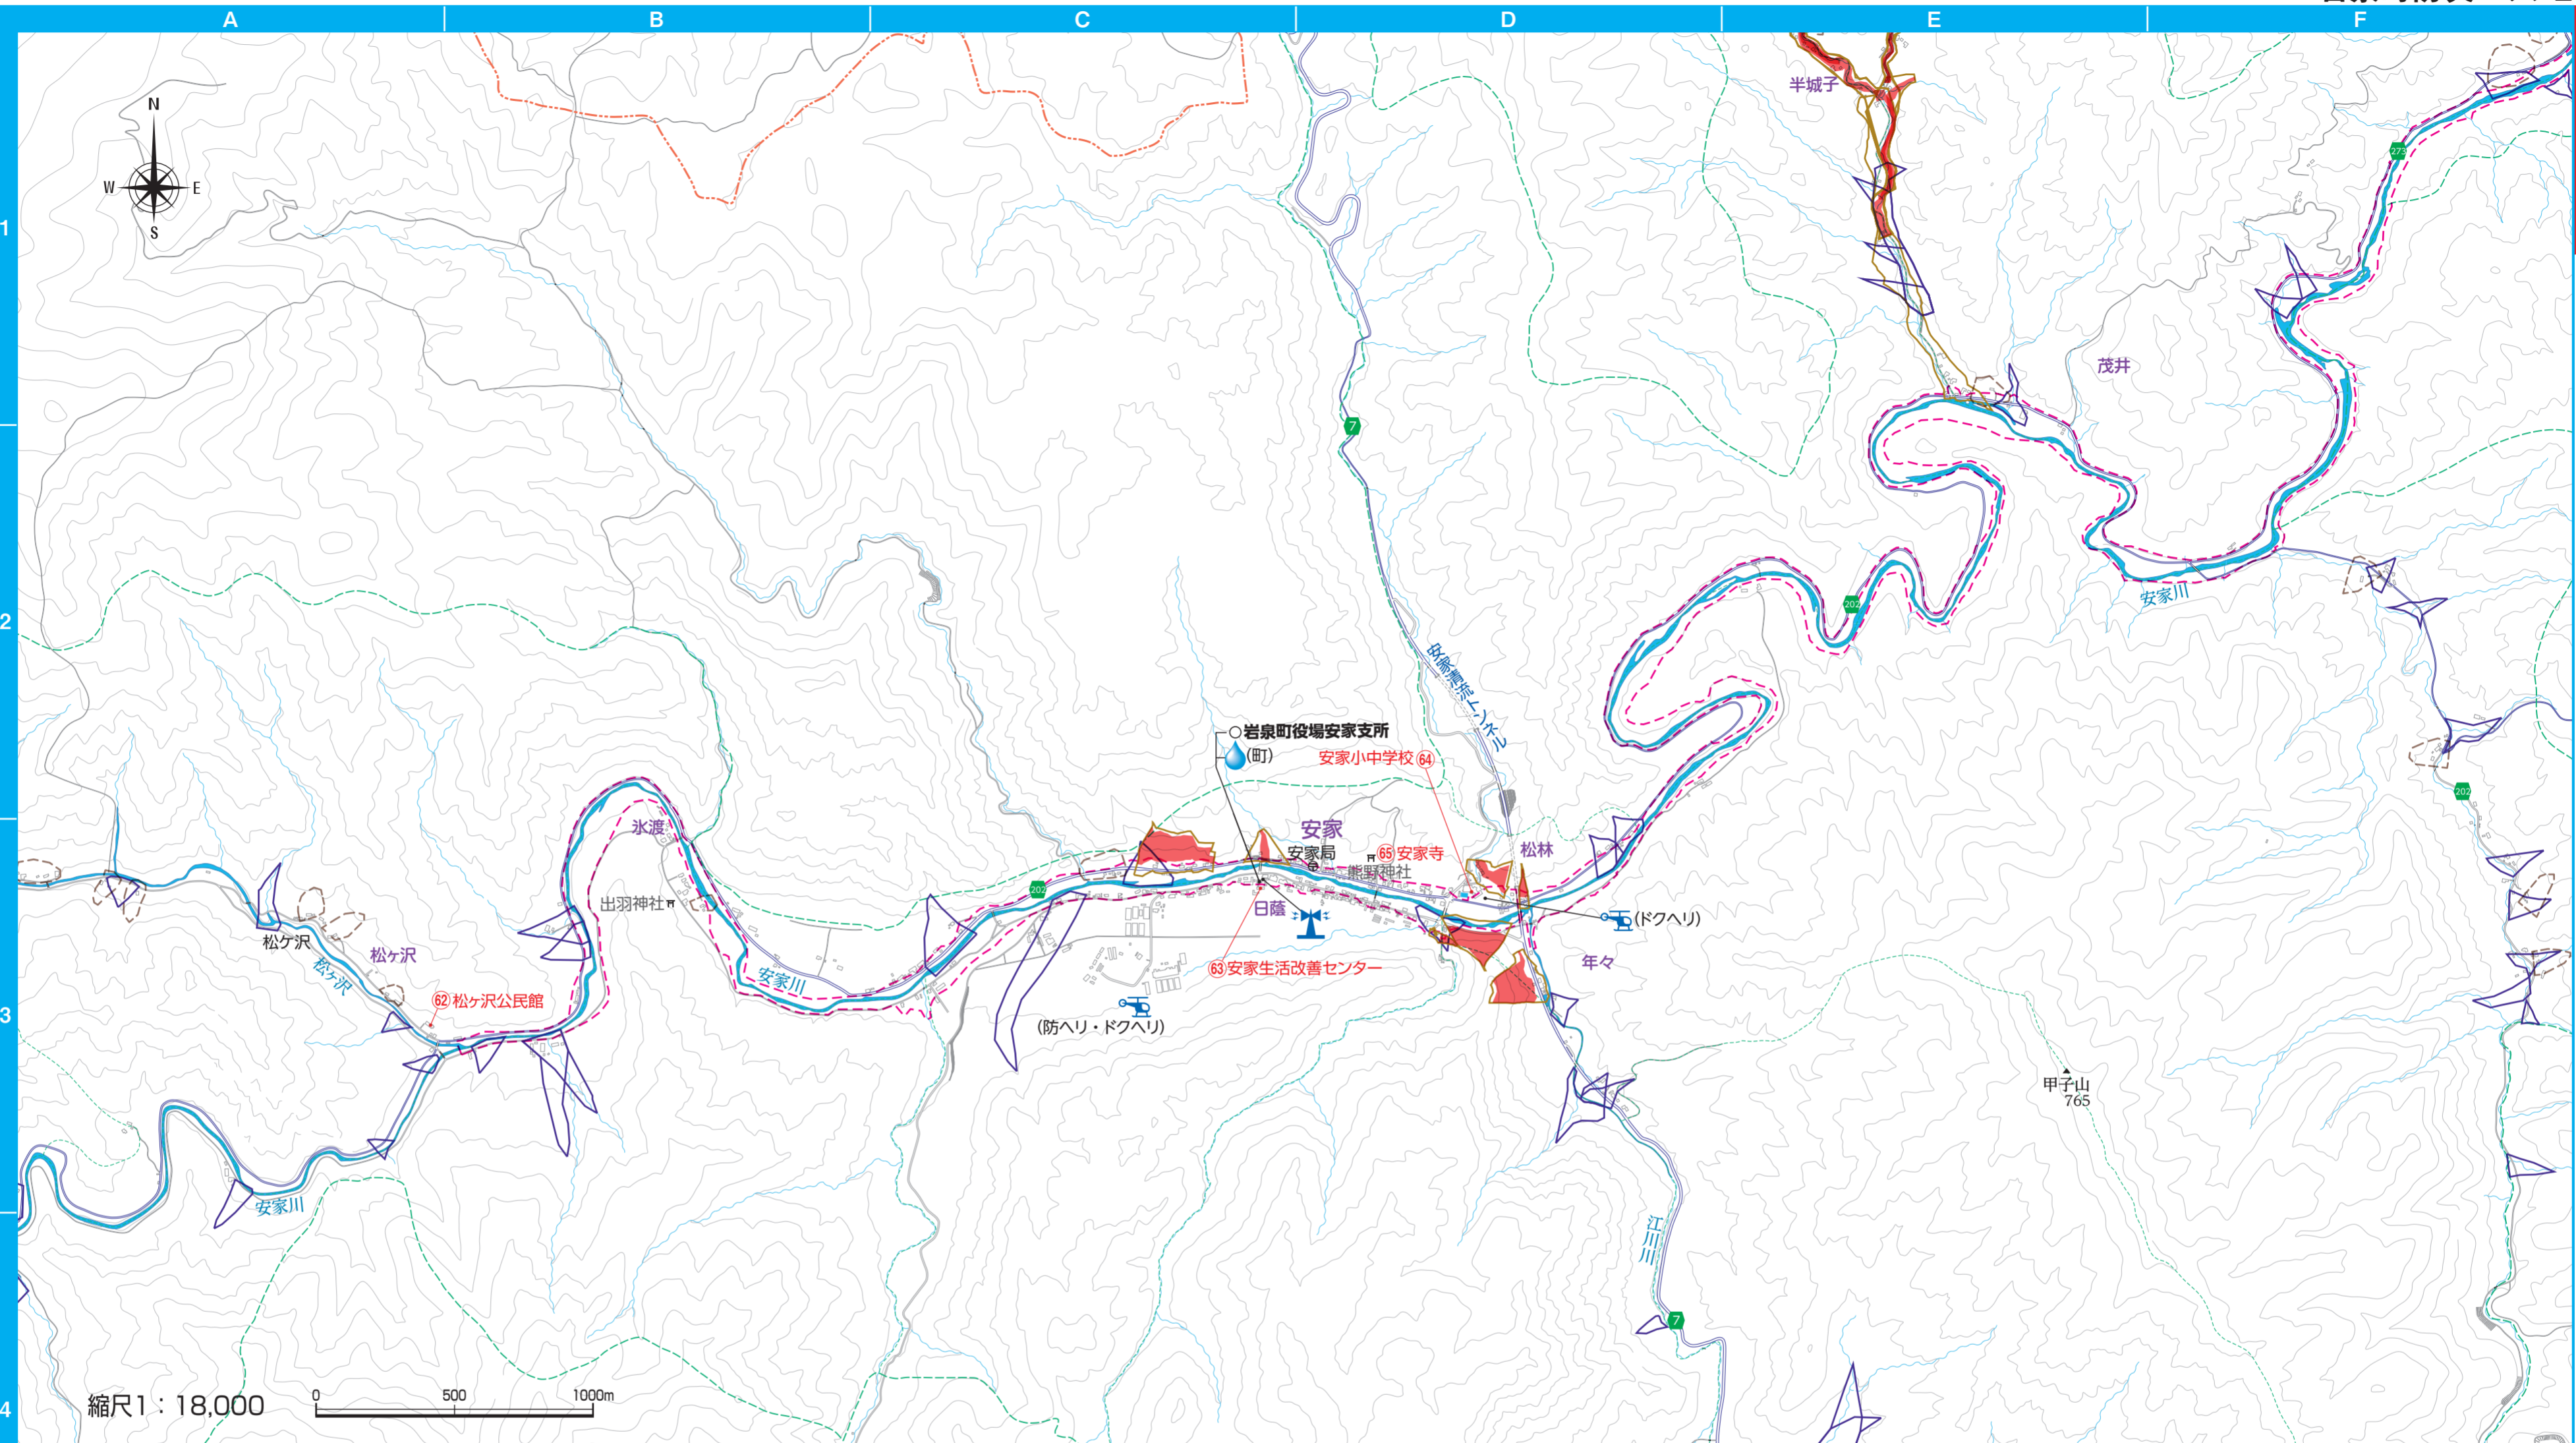 A
B
C
D
E
F
N
W
E
S
1
2
3
4
半城子
273
茂井
7
202
安家川
安家清流トンネル
岩泉町役場安家支所
(町)
安家小中学校 64
202
氷渡
安家
安家局
65 安家寺
熊野神社
松林
202
出羽神社
日蔭
(ドクヘリ)
松ケ沢
松ヶ沢
松ヶ沢
63 安家生活改善センター
年々
安家川
62 松ヶ沢公民館
(防ヘリ・ドクヘリ)
甲子山
765
安家川
江川川
7
縮尺1:18,000
0
500
1000m